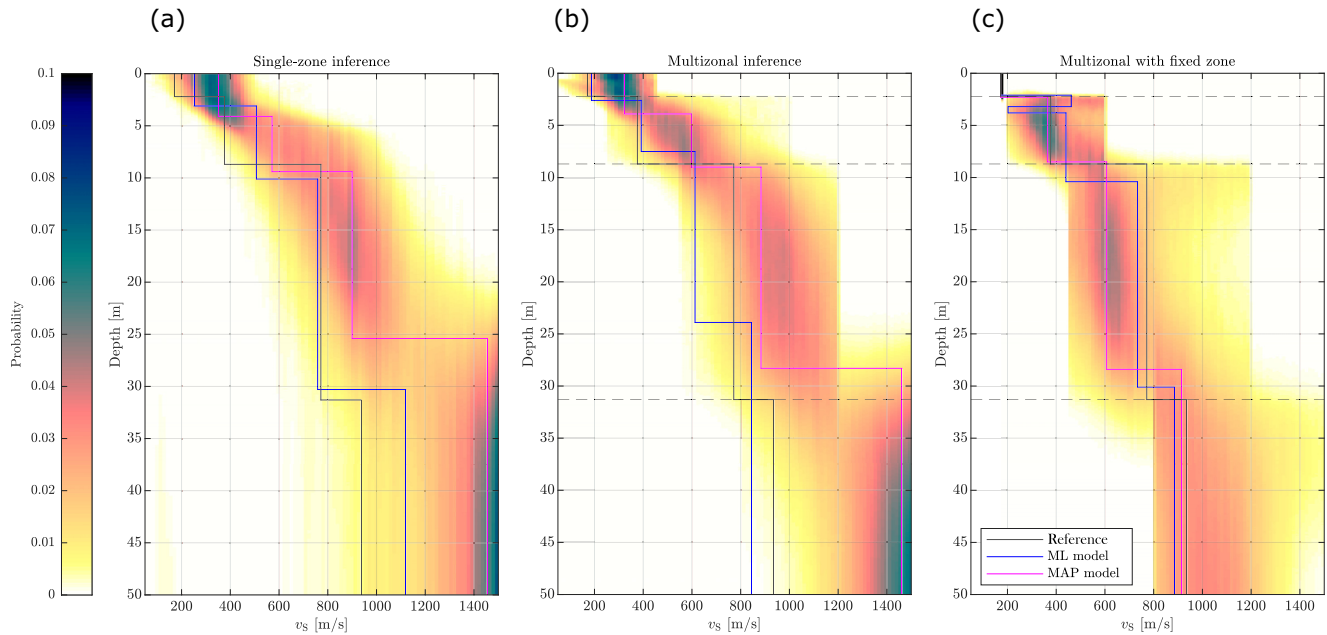 (a)
(b)
(c)
Single-zone inference
Multizonal inference
Multizonal with fixed zone
0.1
0.09
0.08
0.07
0.06
0.05
0.04
0.03
0.02
0.01
0
Probability
0
5
10
15
20
25
30
35
40
45
50
Depth [m]
200 400 600 800 1000 1200 1400
vS [m/s]
0
5
10
15
20
25
30
35
40
45
50
Depth [m]
200 400 600 800 1000 1200 1400
vS [m/s]
0
5
10
15
20
25
30
35
40
45
50
Depth [m]
Reference
ML model
MAP model
200 400 600 800 1000 1200 1400
vS [m/s]